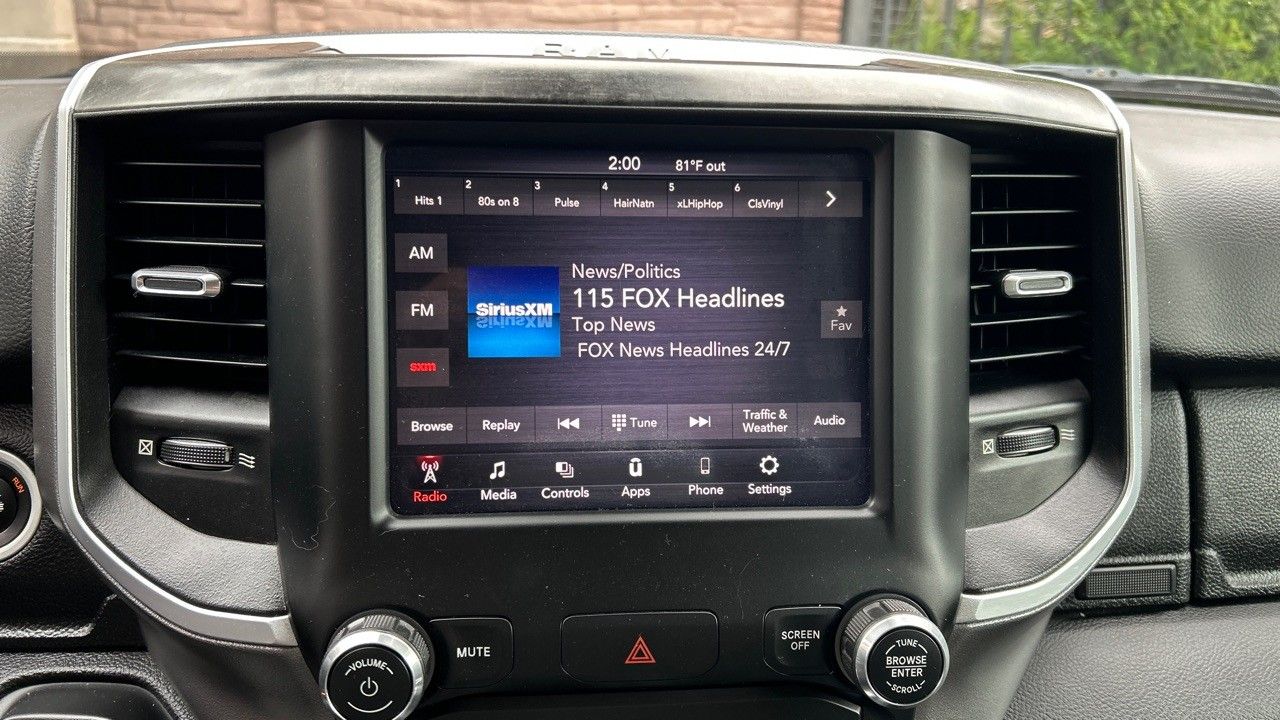 RAM
2:00 81°F out
1 Hits 1
2 80s on 8
3 Pulse
4 HairNatn
5 xLHipHop
6 ClsVinyl
AM
FM
sxm
SiriusXM
News/Politics
115 FOX Headlines
Top News
FOX News Headlines 24/7
Fav
Browse
Replay
Tune
Traffic &
Weather
Audio
Radio
Media
Controls
Apps
Phone
Settings
RUN
VOLUME
MUTE
SCREEN
OFF
TUNE
BROWSE
ENTER
SCROLL